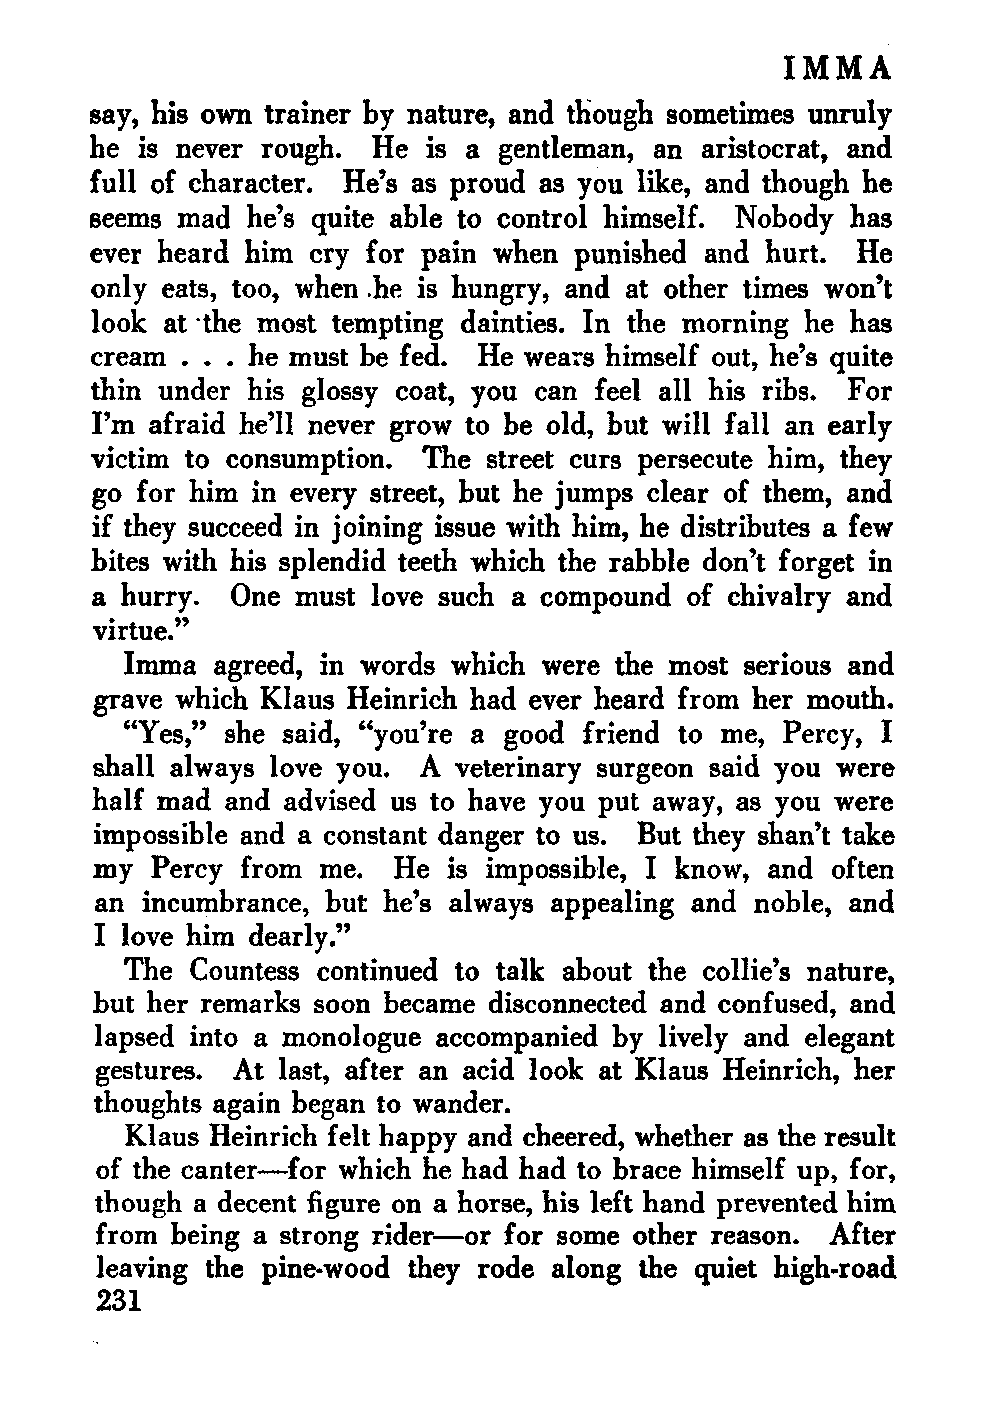 IMMA
say, his own trainer by nature, and though sometimes unruly
he is never rough. He is a gentleman, an aristocrat, and
full of character. He's as proud as you like, and though he
seems mad he's quite able to control himself. Nobody has
ever heard him cry for pain when punished and hurt. He
only eats, too, when he is hungry, and at other times won't
look at the most tempting dainties. In the morning he has
cream . . . he must be fed. He wears himself out, he's quite
thin under his glossy coat, you can feel all his ribs. For
I'm afraid he'll never grow to be old, but will fall an early
victim to consumption. The street curs persecute him, they
go for him in every street, but he jumps clear of them, and
if they succeed in joining issue with him, he distributes a few
bites with his splendid teeth which the rabble don't forget in
a hurry. One must love such a compound of chivalry and
virtue.”
Imma agreed, in words which were the most serious and
grave which Klaus Heinrich had ever heard from her mouth.
“Yes,” she said, “you're a good friend to me, Percy, I
shall always love you. A veterinary surgeon said you were
half mad and advised us to have you put away, as you were
impossible and a constant danger to us. But they shan't take
my Percy from me. He is impossible, I know, and often
an incumbrance, but he's always appealing and noble, and
I love him dearly.”
The Countess continued to talk about the collie's nature,
but her remarks soon became disconnected and confused, and
lapsed into a monologue accompanied by lively and elegant
gestures. At last, after an acid look at Klaus Heinrich, her
thoughts again began to wander.
Klaus Heinrich felt happy and cheered, whether as the result
of the canter—for which he had had to brace himself up, for,
though a decent figure on a horse, his left hand prevented him
from being a strong rider—or for some other reason. After
leaving the pine-wood they rode along the quiet high-road
231